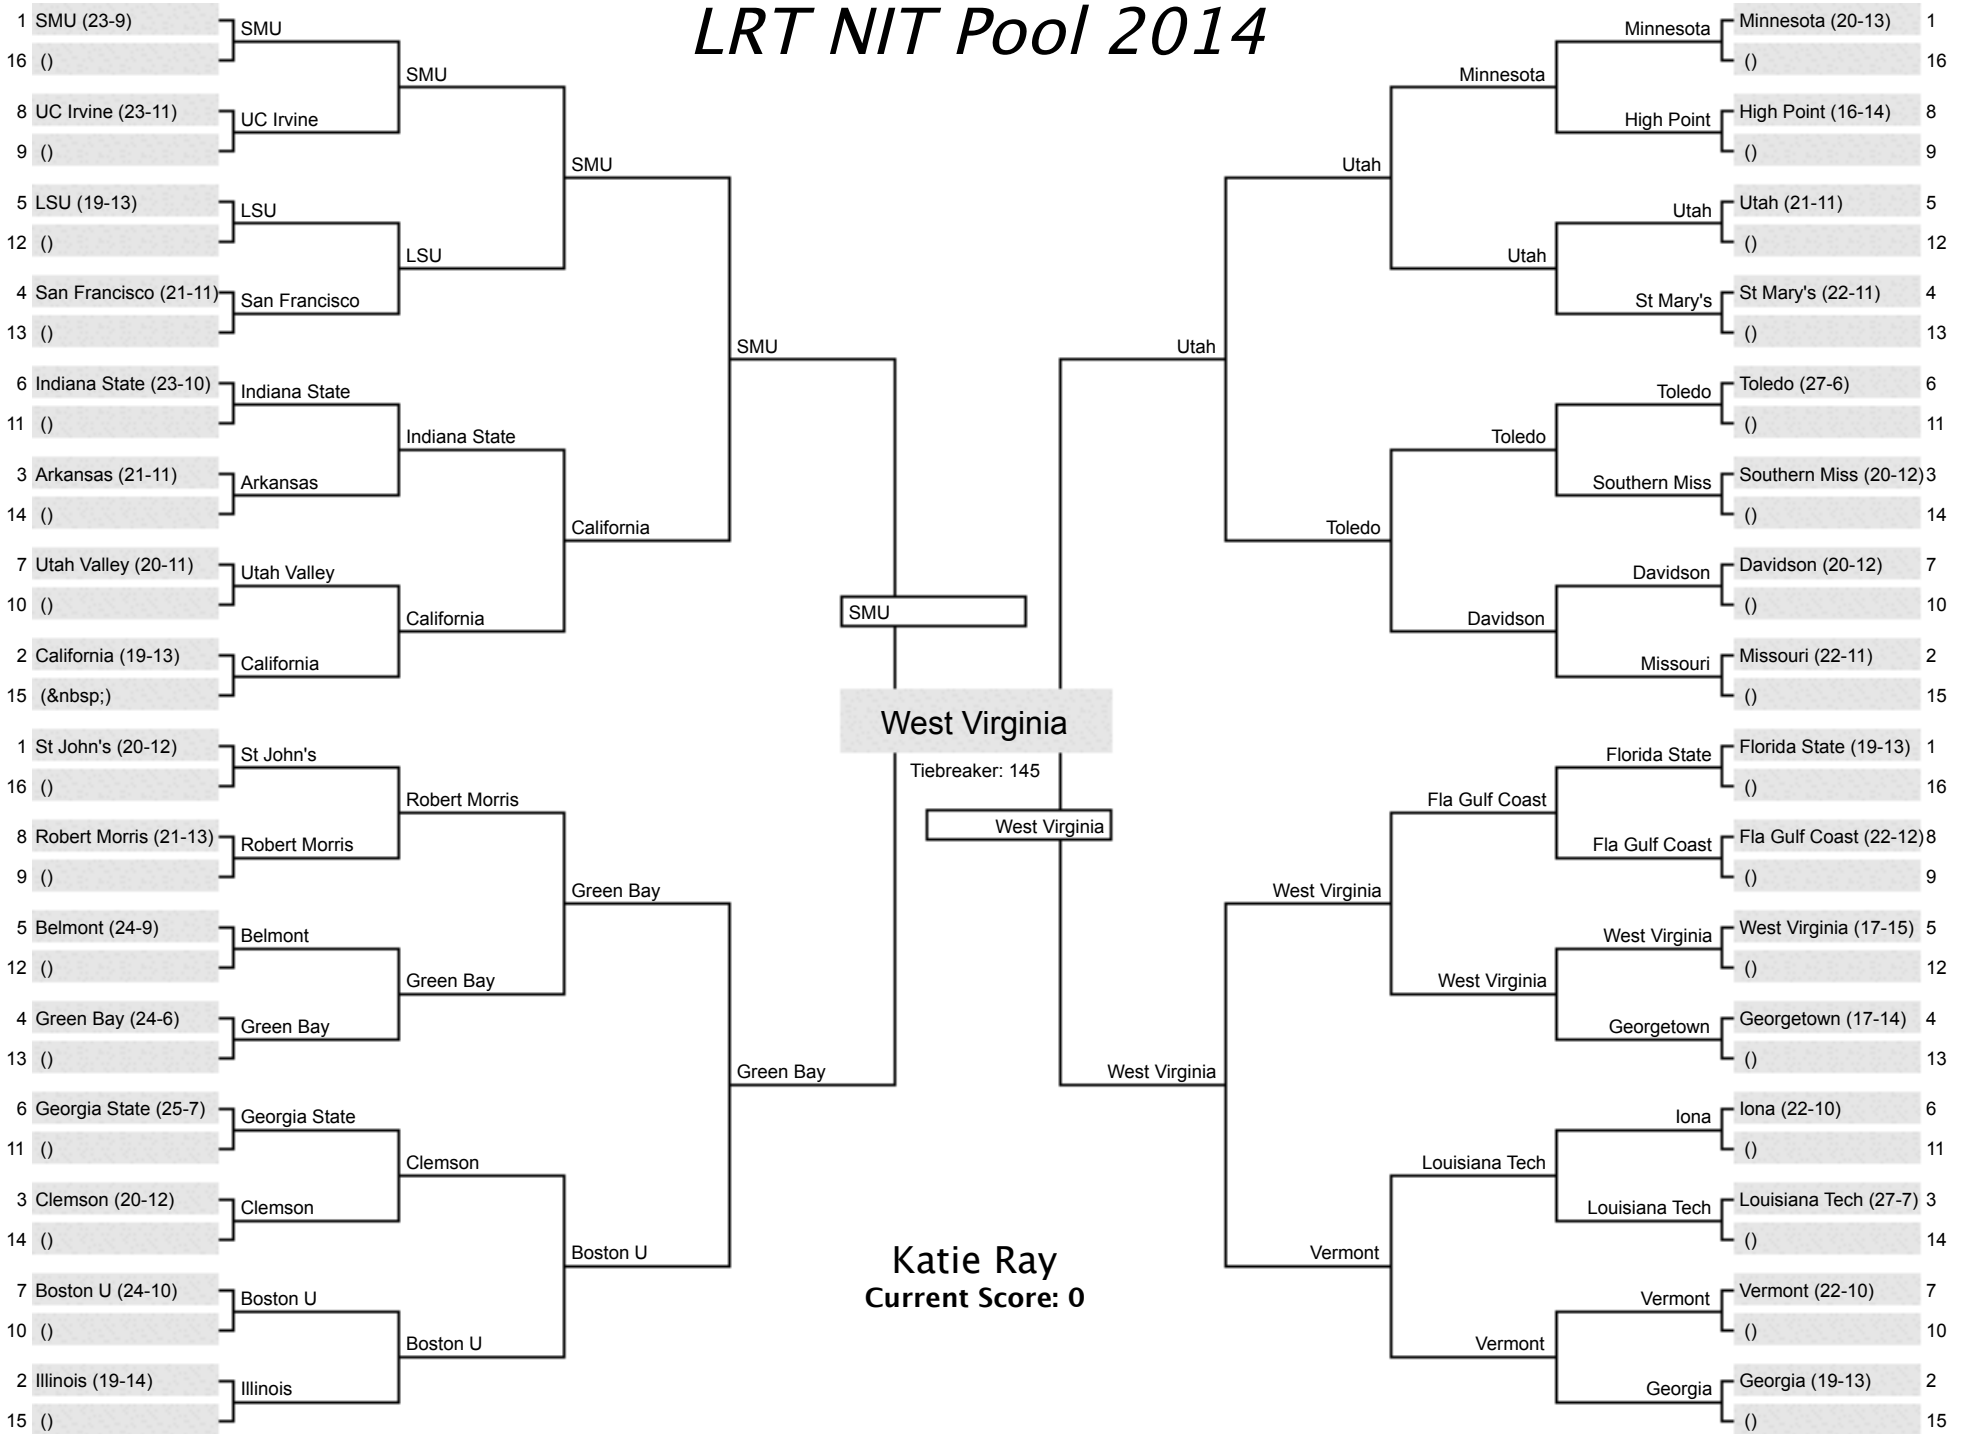 LRT NIT Pool 2014
1 SMU (23-9)
16 ()
8 UC Irvine (23-11)
9 ()
5 LSU (19-13)
12 ()
4 San Francisco (21-11)
13 ()
6 Indiana State (23-10)
11 ()
3 Arkansas (21-11)
14 ()
7 Utah Valley (20-11)
10 ()
2 California (19-13)
15 (&nbsp;)
1 St John's (20-12)
16 ()
8 Robert Morris (21-13)
9 ()
5 Belmont (24-9)
12 ()
4 Green Bay (24-6)
13 ()
6 Georgia State (25-7)
11 ()
3 Clemson (20-12)
14 ()
7 Boston U (24-10)
10 ()
2 Illinois (19-14)
15 ()
SMU
UC Irvine
LSU
San Francisco
Indiana State
Arkansas
Utah Valley
California
St John's
Robert Morris
Belmont
Green Bay
Georgia State
Clemson
Boston U
Illinois
SMU
LSU
Indiana State
California
Robert Morris
Green Bay
Clemson
Boston U
SMU
California
Green Bay
Boston U
SMU
Green Bay
SMU
West Virginia
Tiebreaker: 145
West Virginia
Katie Ray
Current Score: 0
Utah
West Virginia
Utah
Toledo
West Virginia
Vermont
Minnesota
Utah
Toledo
Davidson
Fla Gulf Coast
West Virginia
Louisiana Tech
Vermont
Minnesota
High Point
Utah
St Mary's
Toledo
Southern Miss
Davidson
Missouri
Florida State
Fla Gulf Coast
West Virginia
Georgetown
Iona
Louisiana Tech
Vermont
Georgia
Minnesota (20-13) 1
() 16
High Point (16-14) 8
() 9
Utah (21-11) 5
() 12
St Mary's (22-11) 4
() 13
Toledo (27-6) 6
() 11
Southern Miss (20-12) 3
() 14
Davidson (20-12) 7
() 10
Missouri (22-11) 2
() 15
Florida State (19-13) 1
() 16
Fla Gulf Coast (22-12) 8
() 9
West Virginia (17-15) 5
() 12
Georgetown (17-14) 4
() 13
Iona (22-10) 6
() 11
Louisiana Tech (27-7) 3
() 14
Vermont (22-10) 7
() 10
Georgia (19-13) 2
() 15